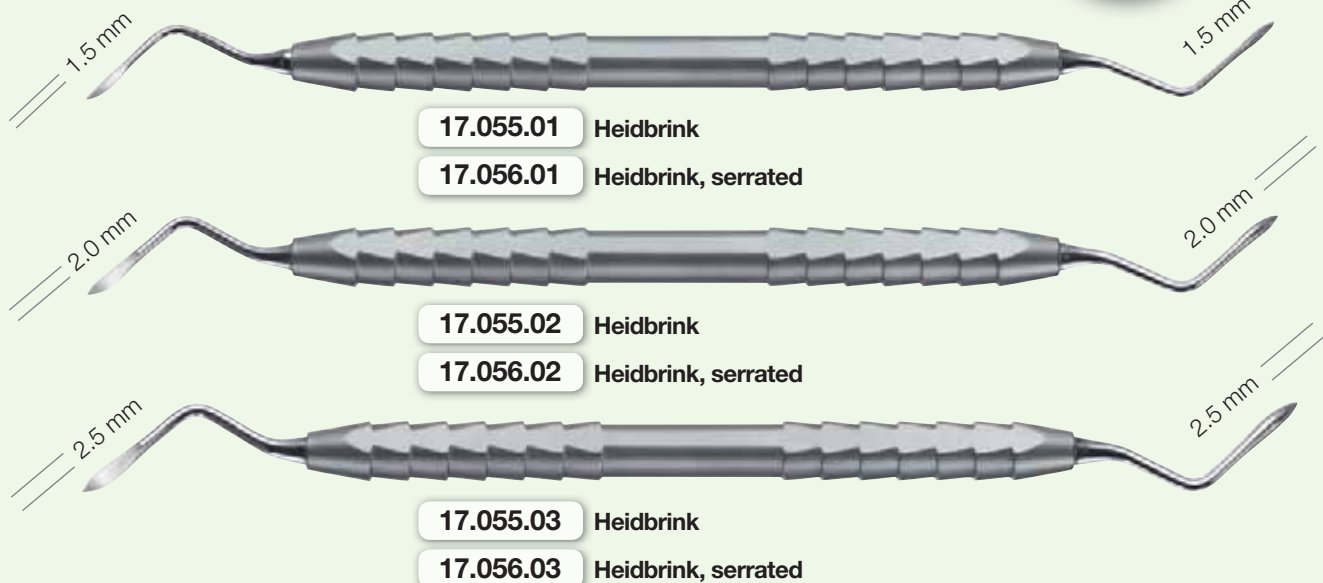 1.5 mm
1.5 mm
17.055.01 Heidbrink
17.056.01 Heidbrink, serrated
2.0 mm
2.0 mm
17.055.02 Heidbrink
17.056.02 Heidbrink, serrated
2.5 mm
2.5 mm
17.055.03 Heidbrink
17.056.03 Heidbrink, serrated